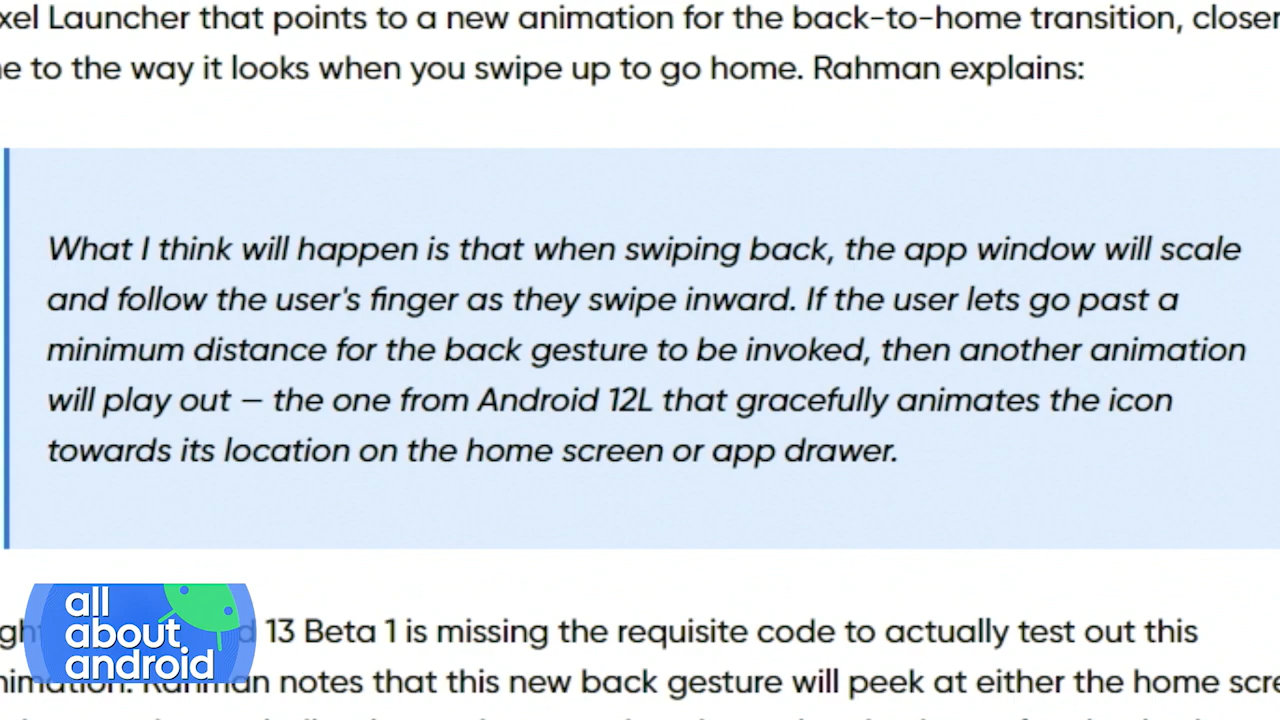 xel Launcher that points to a new animation for the back-to-home transition, closer
e to the way it looks when you swipe up to go home. Rahman explains:
What I think will happen is that when swiping back, the app window will scale
and follow the user's finger as they swipe inward. If the user lets go past a
minimum distance for the back gesture to be invoked, then another animation
will play out – the one from Android 12L that gracefully animates the icon
towards its location on the home screen or app drawer.
all
about
android
13 Beta 1 is missing the requisite code to actually test out this
Rahman notes that this new back gesture will peek at either the home scre